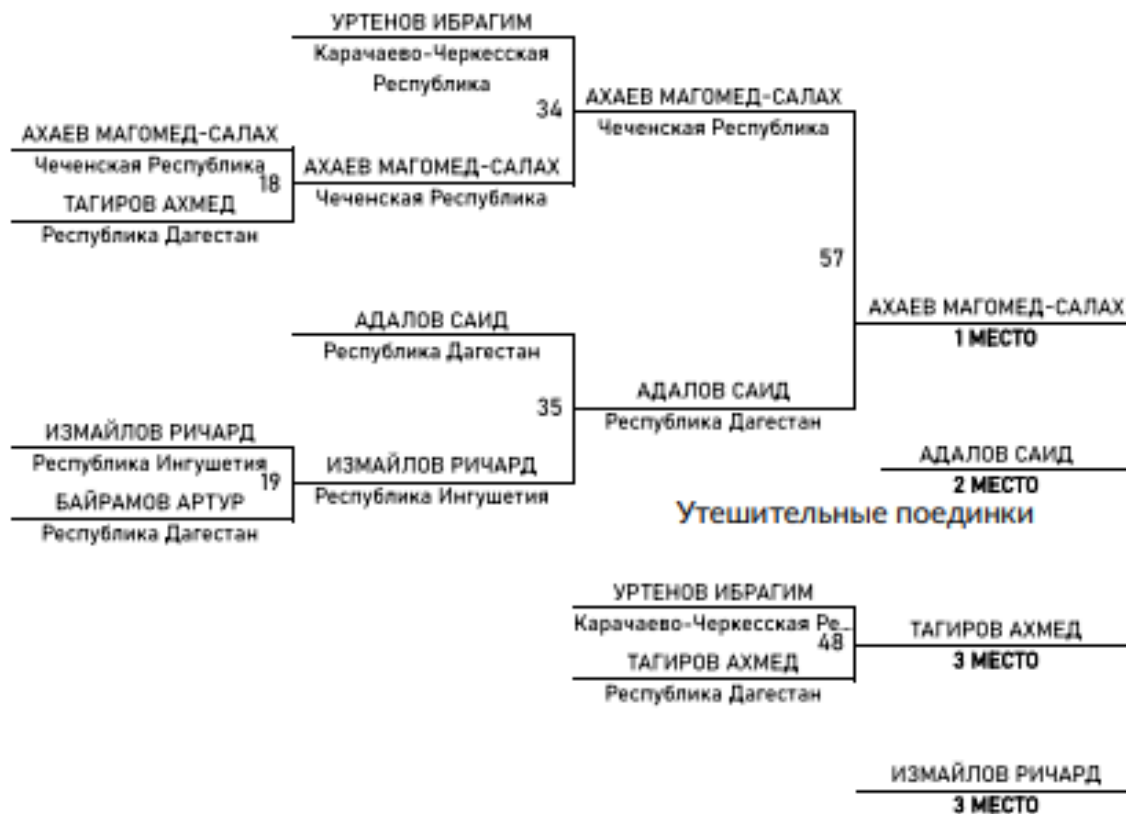 УРТЕНОВ ИБРАГИМ
Карачаево-Черкесская
Республика
34
АХАЕВ МАГОМЕД-САЛАХ
Чеченская Республика
АХАЕВ МАГОМЕД-САЛАХ
Чеченская Республика
18
АХАЕВ МАГОМЕД-САЛАХ
Чеченская Республика
ТАГИРОВ АХМЕД
Республика Дагестан
57
АХАЕВ МАГОМЕД-САЛАХ
1 МЕСТО
АДАЛОВ САИД
Республика Дагестан
35
АДАЛОВ САИД
Республика Дагестан
ИЗМАЙЛОВ РИЧАРД
Республика Ингушетия
19
ИЗМАЙЛОВ РИЧАРД
Республика Ингушетия
БАЙРАМОВ АРТУР
Республика Дагестан
АДАЛОВ САИД
2 МЕСТО
Утешительные поединки
УРТЕНОВ ИБРАГИМ
Карачаево-Черкесская Ре...
48
ТАГИРОВ АХМЕД
Республика Дагестан
ТАГИРОВ АХМЕД
3 МЕСТО
ИЗМАЙЛОВ РИЧАРД
3 МЕСТО